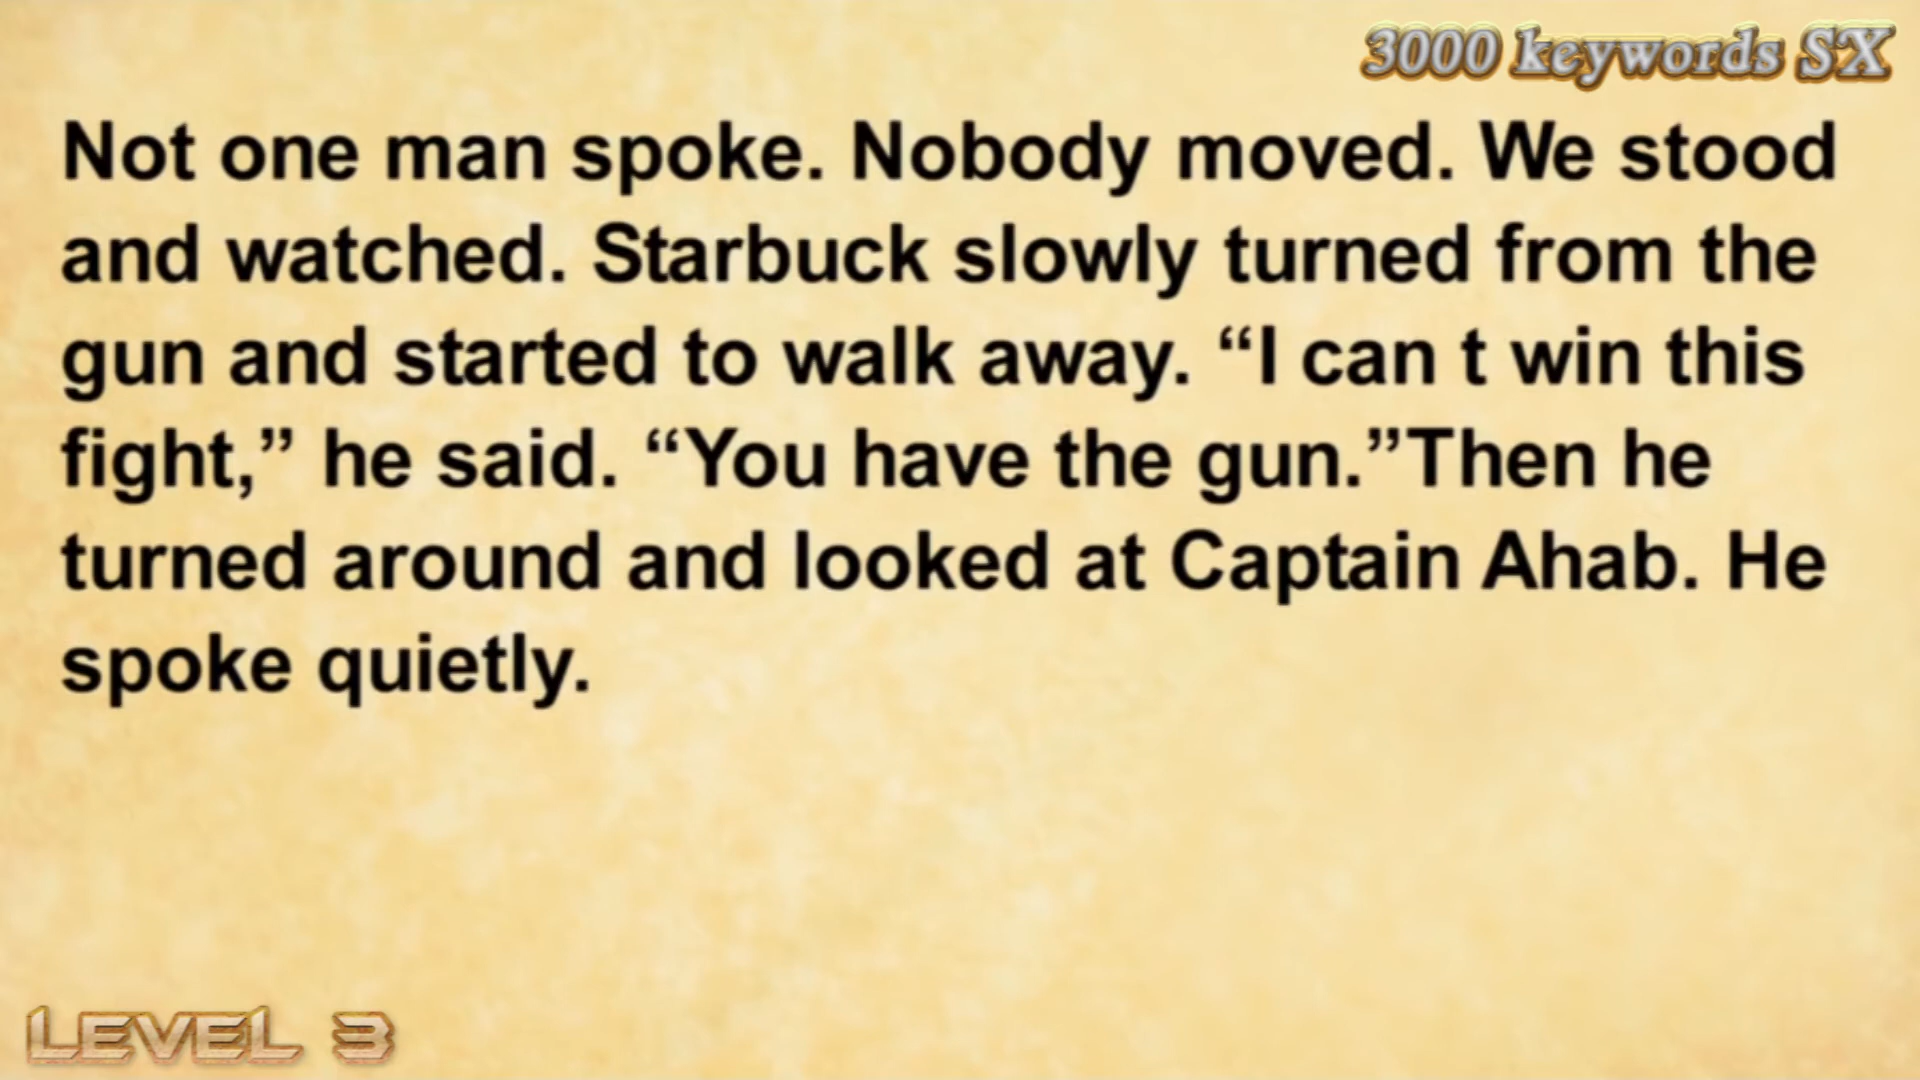 3000 keywords SX
Not one man spoke. Nobody moved. We stood
and watched. Starbuck slowly turned from the
gun and started to walk away. “I can t win this
fight,” he said. “You have the gun.”Then he
turned around and looked at Captain Ahab. He
spoke quietly.
LEVEL 3